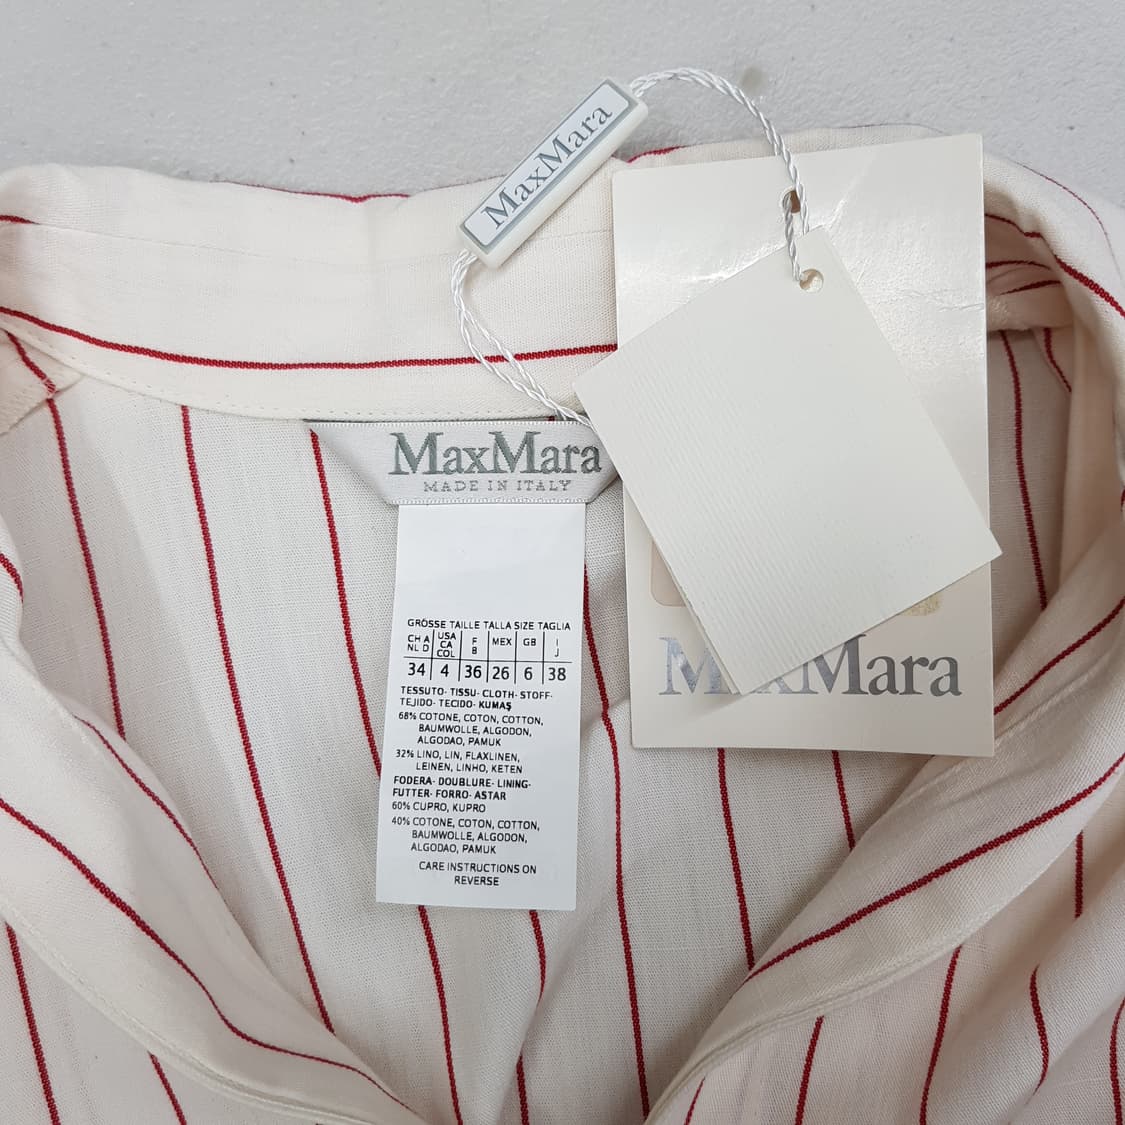 MaxMara
MaxMara
MADE IN ITALY
GRÖSSE TAILLE TALLA SIZE TAGLIA
CH A NL D | USA CA COL | F B | MEX | GB | I J
34 | 4 | 36 | 26 | 6 | 38
TESSUTO- TISSU- CLOTH- STOFF-
TEJIDO- TECIDO- KUMAŞ
68% COTONE, COTON, COTTON,
BAUMWOLLE, ALGODON,
ALGODAO, PAMUK
32% LINO, LIN, FLAXLINEN,
LEINEN, LINHO, KETEN
FODERA- DOUBLURE- LINING-
FUTTER- FORRO- ASTAR
60% CUPRO, KUPRO
40% COTONE, COTON, COTTON,
BAUMWOLLE, ALGODON,
ALGODAO, PAMUK
CARE INSTRUCTIONS ON
REVERSE
MaxMara